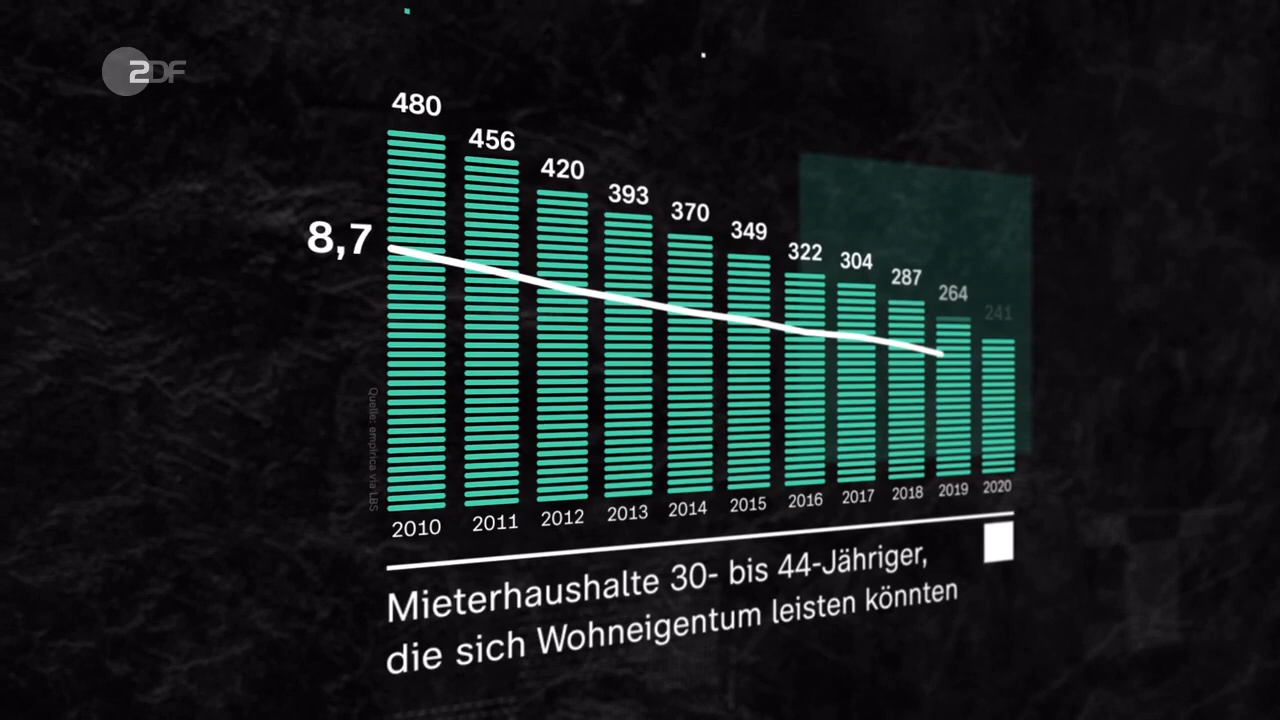 ZDF
480
456
420
393
370
349
322
304
287
264
241
8,7
Quelle: empirica via LBS
2010 2011 2012 2013 2014 2015 2016 2017 2018 2019 2020
Mieterhaushalte 30- bis 44-Jähriger,
die sich Wohneigentum leisten könnten